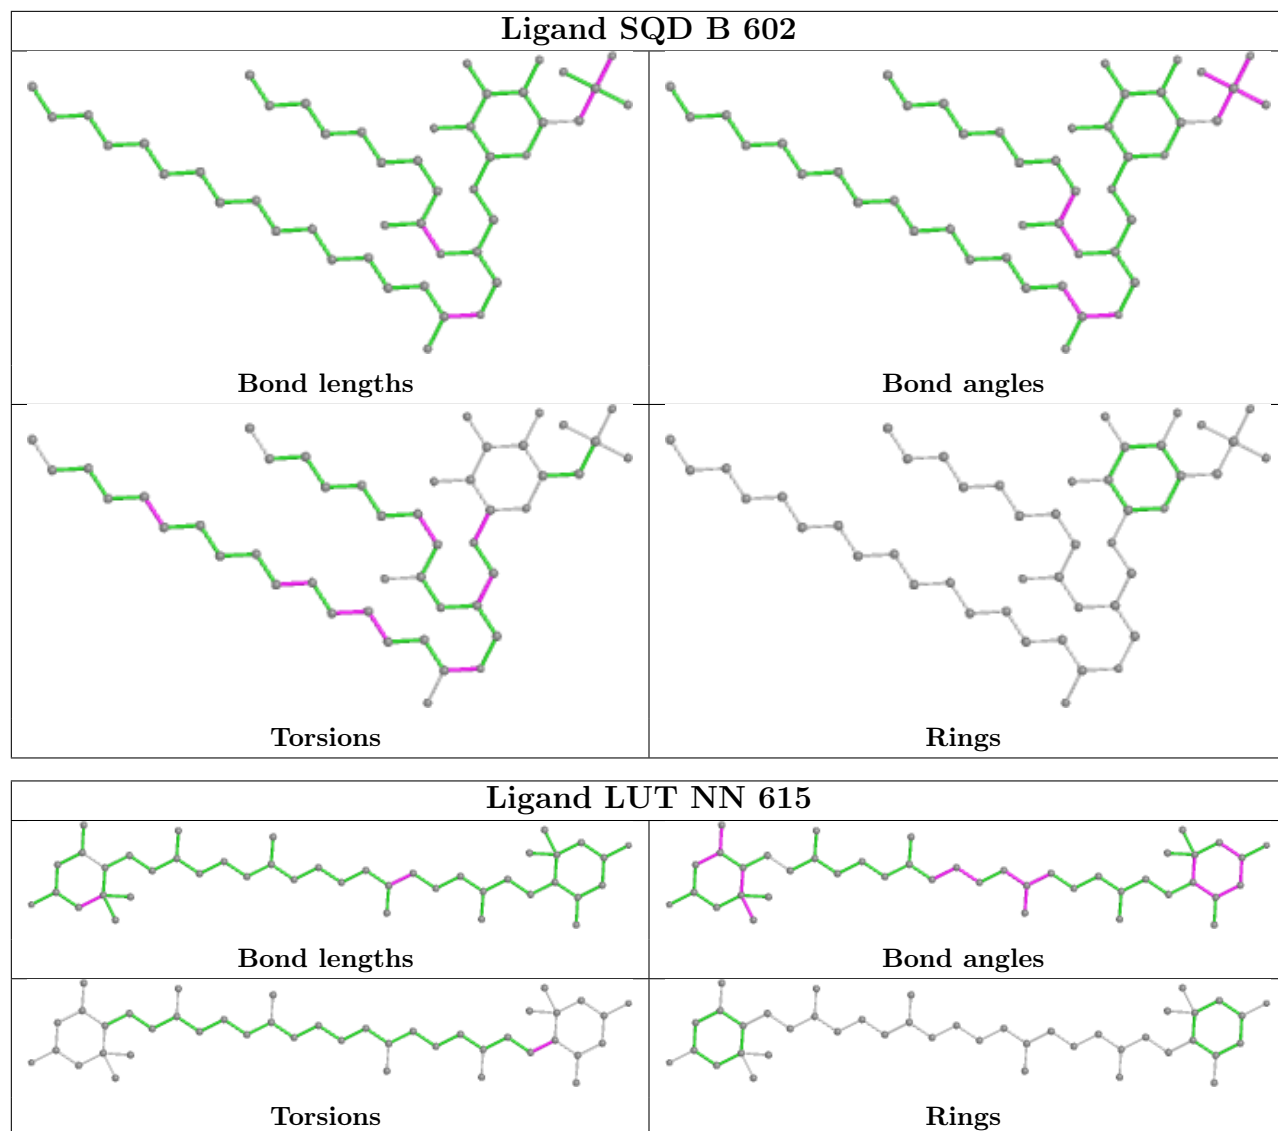 Ligand SQD B 602
Bond lengths
Bond angles
Torsions
Rings
Ligand LUT NN 615
Bond lengths
Bond angles
Torsions
Rings